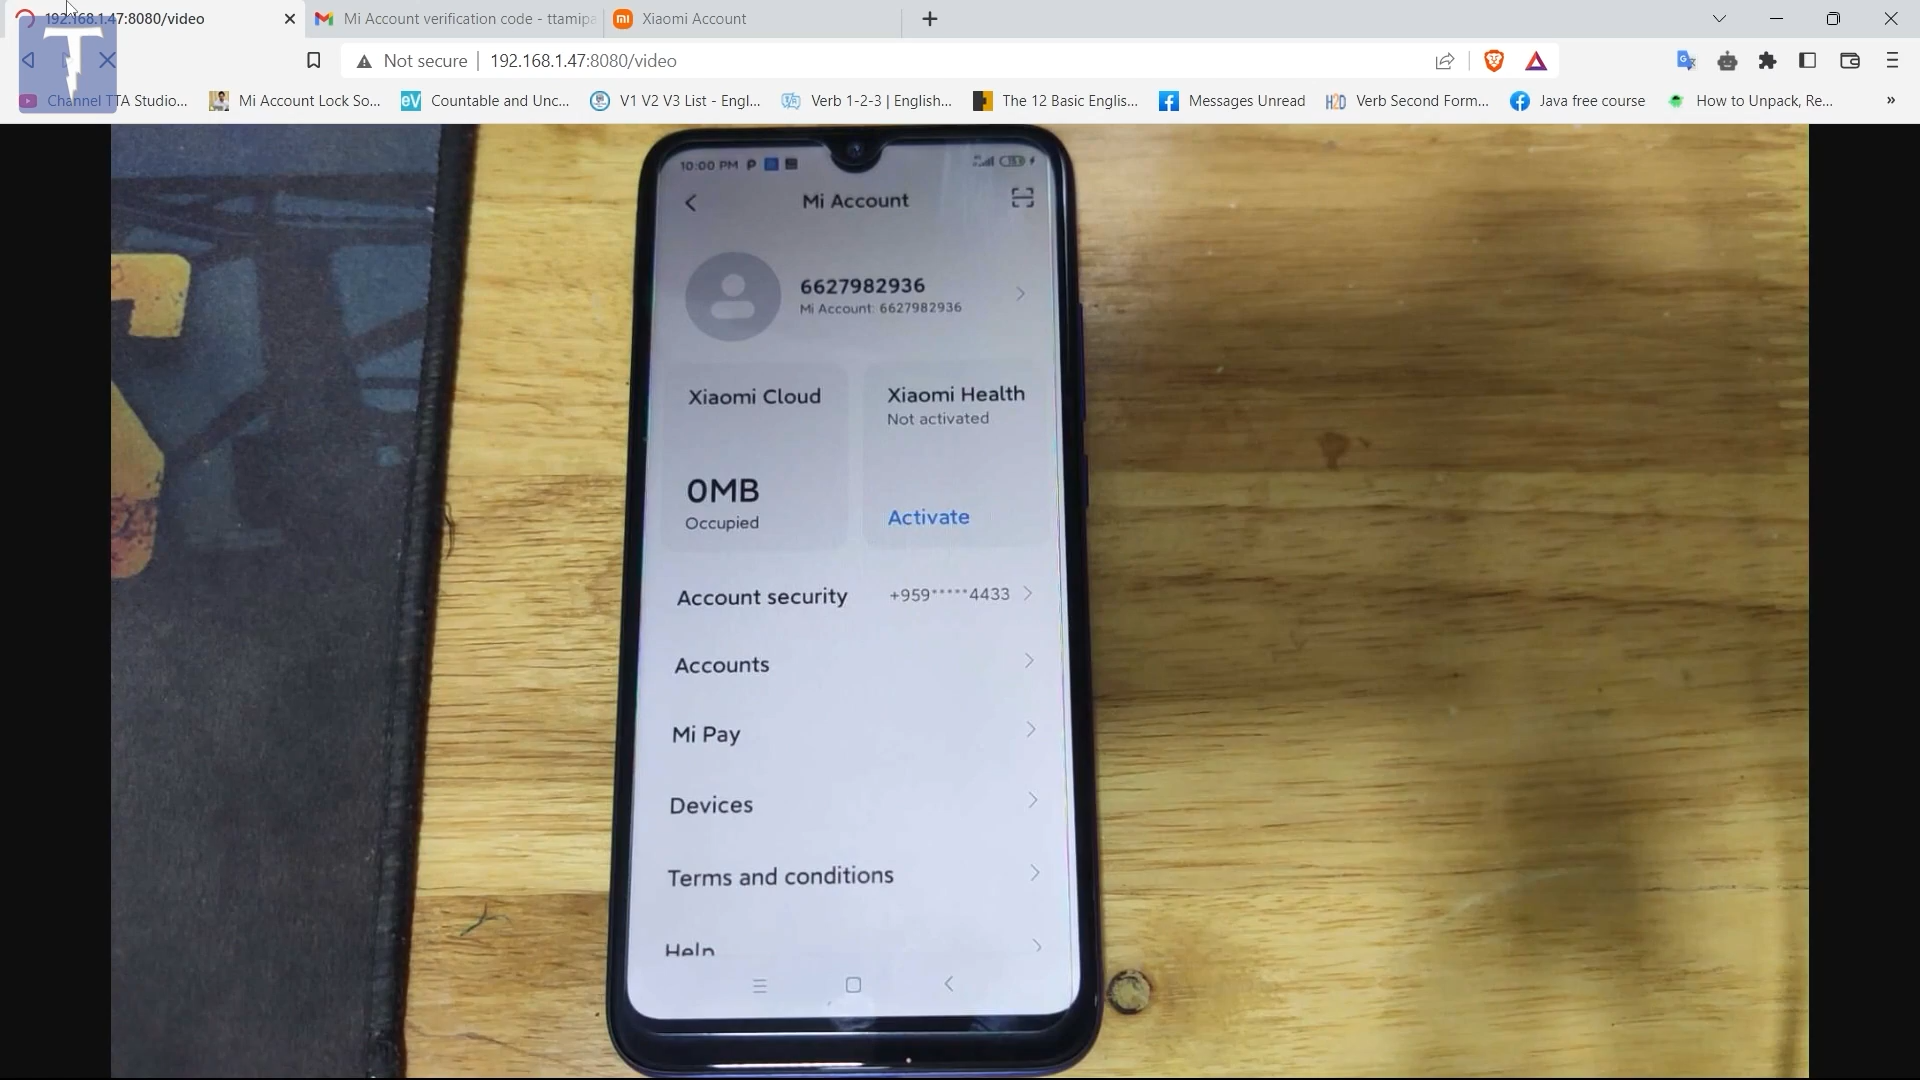 192.168.1.47:8080/video
Mi Account verification code - ttamipa
Xiaomi Account
Not secure
192.168.1.47:8080/video
Channel TTA Studio...
Mi Account Lock So...
Countable and Unc...
V1 V2 V3 List - Engl...
Verb 1-2-3 | English...
The 12 Basic Englis...
Messages Unread
Verb Second Form...
Java free course
How to Unpack, Re...
»
10:00 PM
Mi Account
6627982936
Mi Account: 6627982936
Xiaomi Cloud
Xiaomi Health
Not activated
0MB
Occupied
Activate
Account security
+959*****4433
Accounts
Mi Pay
Devices
Terms and conditions
Help